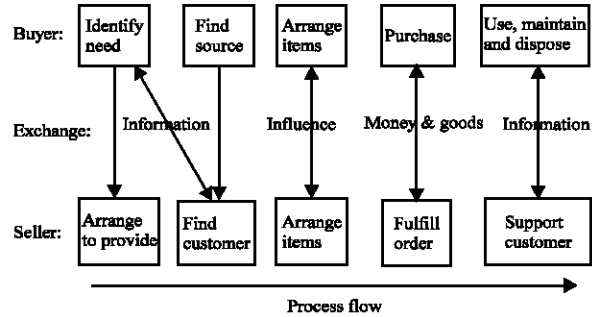 Buyer:
Identify
need
Find
source
Arrange
items
Purchase
Use, maintain
and dispose
Exchange:
Information
Influence
Money & goods
Information
Seller:
Arrange
to provide
Find
customer
Arrange
items
Fulfill
order
Support
customer
Process flow